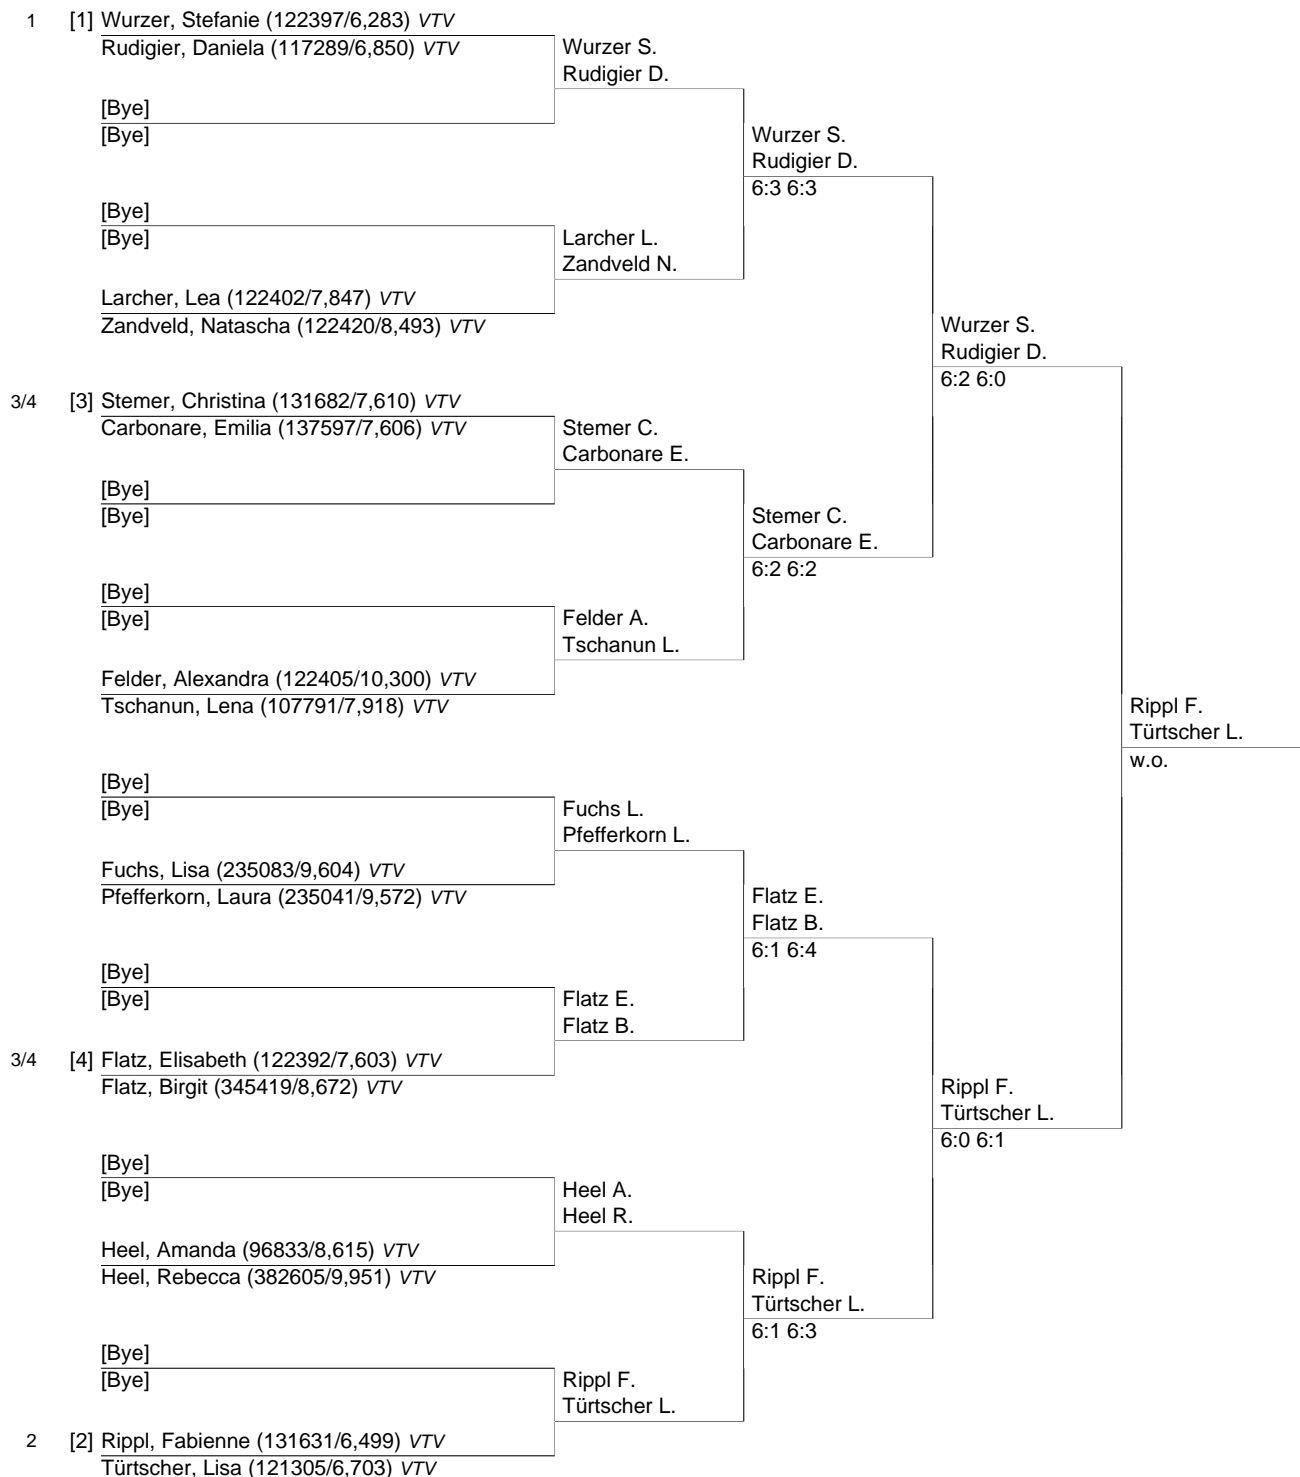 1 [1] Wurzer, Stefanie (122397/6,283) VTV
Rudigier, Daniela (117289/6,850) VTV
Wurzer S.
Rudigier D.
[Bye]
[Bye]
Wurzer S.
Rudigier D.
6:3 6:3
[Bye]
[Bye]
Larcher L.
Zandveld N.
Larcher, Lea (122402/7,847) VTV
Zandveld, Natascha (122420/8,493) VTV
Wurzer S.
Rudigier D.
6:2 6:0
3/4 [3] Stemer, Christina (131682/7,610) VTV
Carbonare, Emilia (137597/7,606) VTV
Stemer C.
Carbonare E.
[Bye]
[Bye]
Stemer C.
Carbonare E.
6:2 6:2
[Bye]
[Bye]
Felder A.
Tschanun L.
Felder, Alexandra (122405/10,300) VTV
Tschanun, Lena (107791/7,918) VTV
Rippl F.
Türtscher L.
w.o.
[Bye]
[Bye]
Fuchs L.
Pfefferkorn L.
Fuchs, Lisa (235083/9,604) VTV
Pfefferkorn, Laura (235041/9,572) VTV
Flatz E.
Flatz B.
6:1 6:4
[Bye]
[Bye]
Flatz E.
Flatz B.
3/4 [4] Flatz, Elisabeth (122392/7,603) VTV
Flatz, Birgit (345419/8,672) VTV
Rippl F.
Türtscher L.
6:0 6:1
[Bye]
[Bye]
Heel A.
Heel R.
Heel, Amanda (96833/8,615) VTV
Heel, Rebecca (382605/9,951) VTV
Rippl F.
Türtscher L.
6:1 6:3
[Bye]
[Bye]
Rippl F.
Türtscher L.
2 [2] Rippl, Fabienne (131631/6,499) VTV
Türtscher, Lisa (121305/6,703) VTV